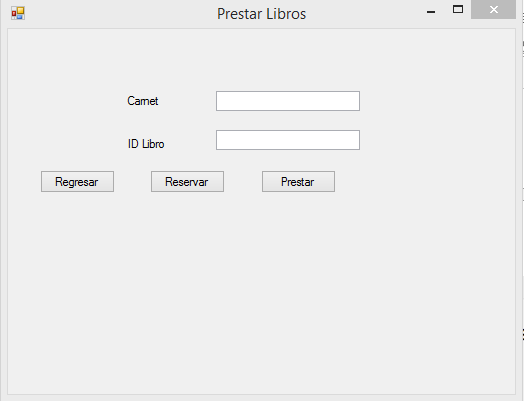 Prestar Libros
Carnet
ID Libro
Regresar Reservar Prestar